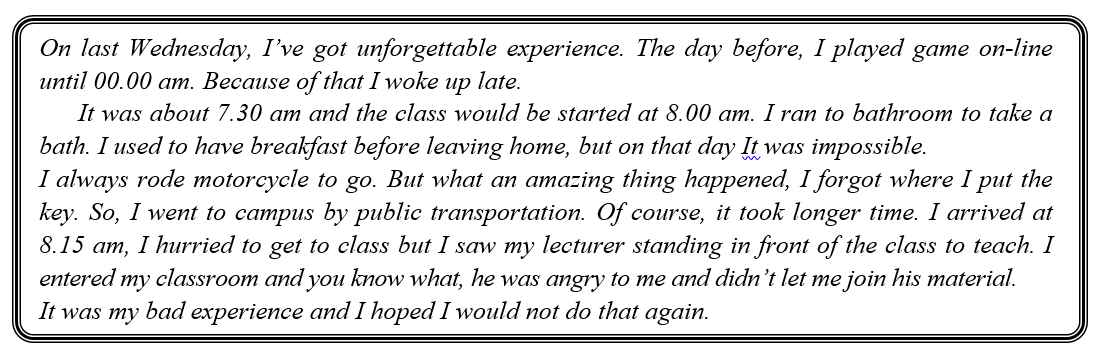 On last Wednesday, I've got unforgettable experience. The day before, I played game on-line
until 00.00 am. Because of that I woke up late.
It was about 7.30 am and the class would be started at 8.00 am. I ran to bathroom to take a
bath. I used to have breakfast before leaving home, but on that day It was impossible.
I always rode motorcycle to go. But what an amazing thing happened, I forgot where I put the
key. So, I went to campus by public transportation. Of course, it took longer time. I arrived at
8.15 am, I hurried to get to class but I saw my lecturer standing in front of the class to teach. I
entered my classroom and you know what, he was angry to me and didn't let me join his material.
It was my bad experience and I hoped I would not do that again.